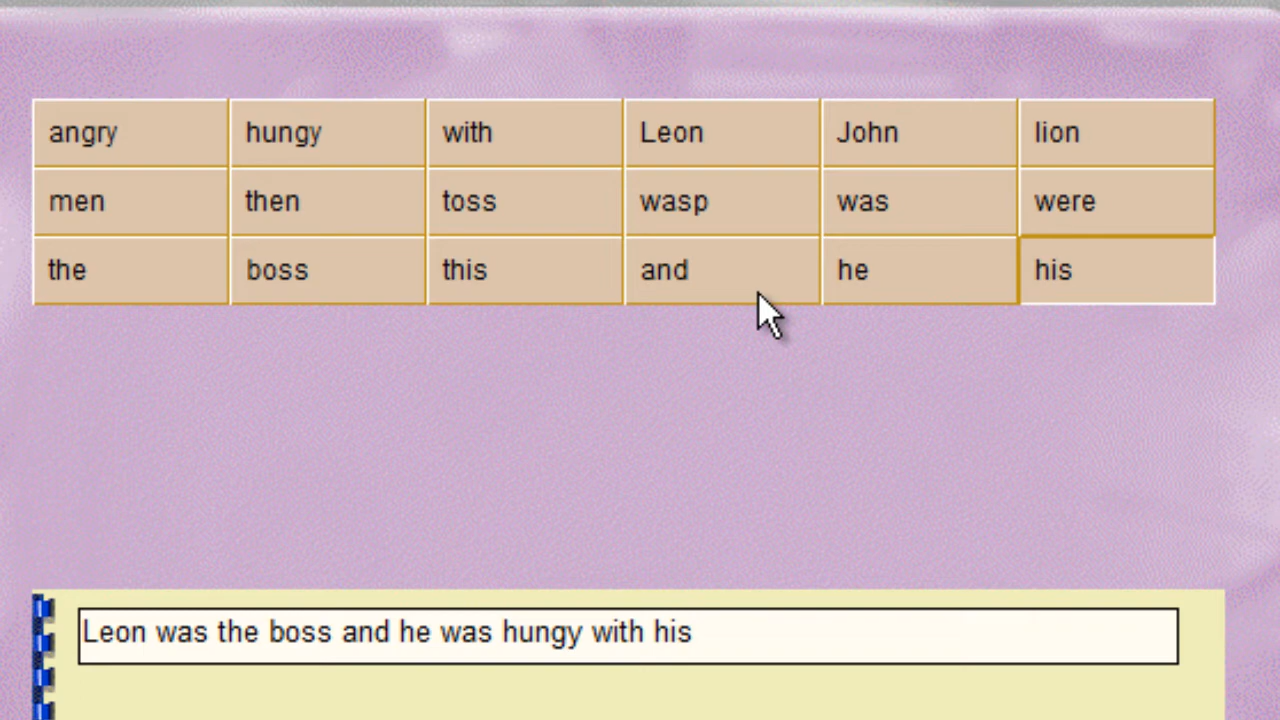 angry hungy with Leon John lion
men then toss wasp was were
the boss this and he his
Leon was the boss and he was hungy with his